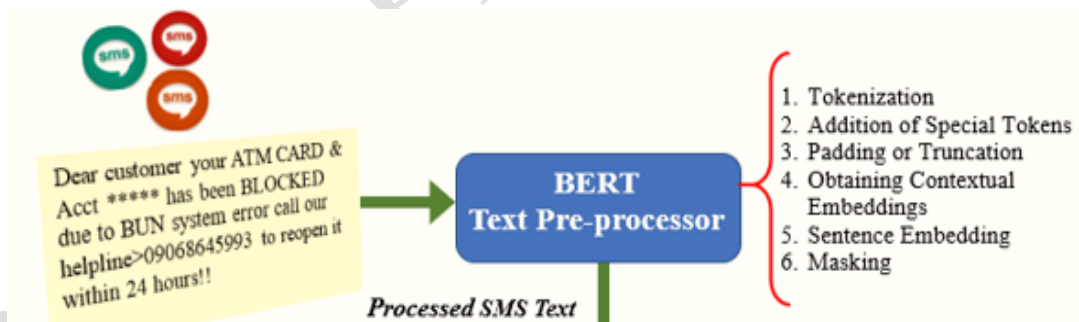 sms
sms
sms
Dear customer your ATM CARD &
Acct ***** has been BLOCKED
due to BUN system error call our
helpline>09068645993 to reopen it
within 24 hours!!
BERT
Text Pre-processor
1. Tokenization
2. Addition of Special Tokens
3. Padding or Truncation
4. Obtaining Contextual
Embeddings
5. Sentence Embedding
6. Masking
Processed SMS Text